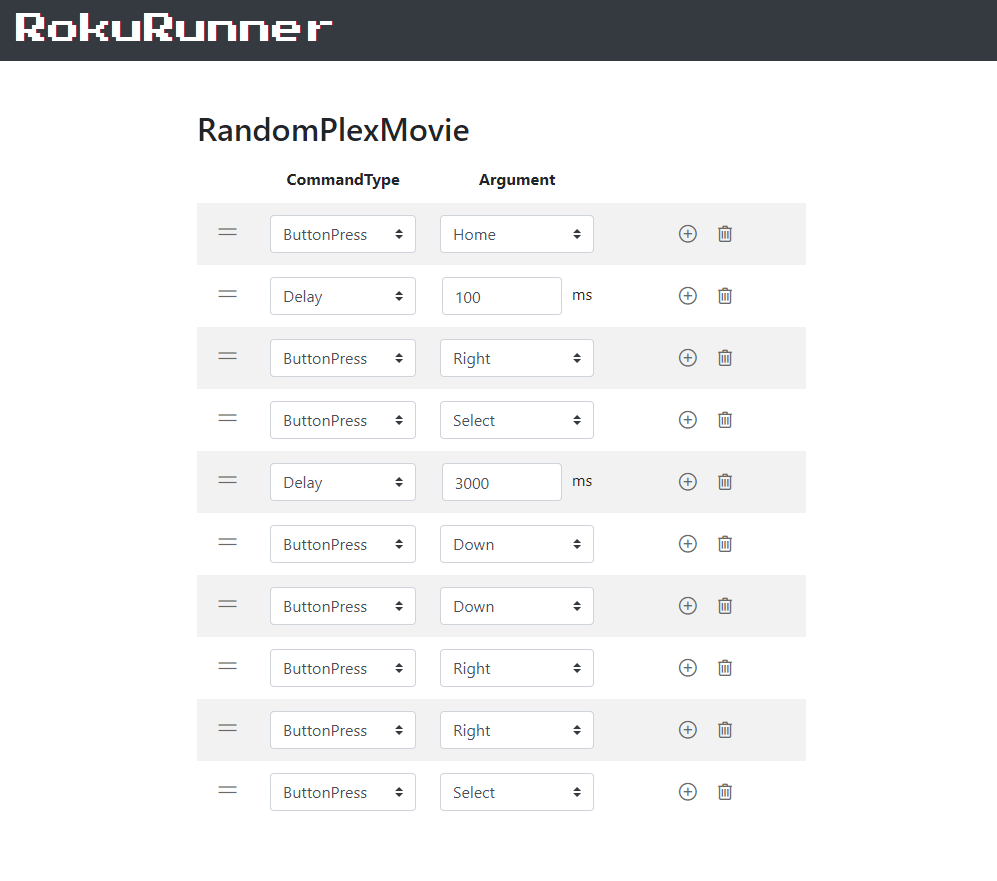 RokuRunner
RandomPlexMovie
CommandType Argument
ButtonPress Home
Delay 100 ms
ButtonPress Right
ButtonPress Select
Delay 3000 ms
ButtonPress Down
ButtonPress Down
ButtonPress Right
ButtonPress Right
ButtonPress Select